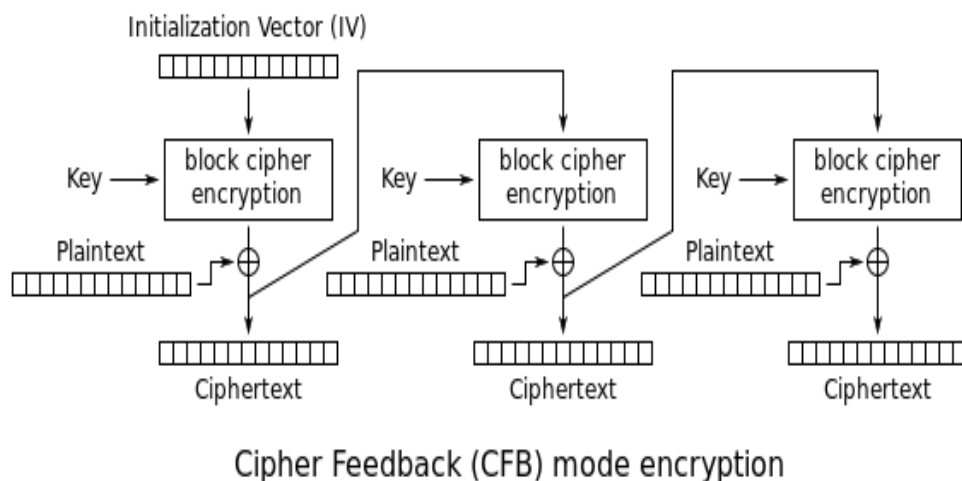 Initialization Vector (IV)
block cipher
encryption
block cipher
encryption
block cipher
encryption
Key
Key
Key
Plaintext
Plaintext
Plaintext
Ciphertext
Ciphertext
Ciphertext
Cipher Feedback (CFB) mode encryption